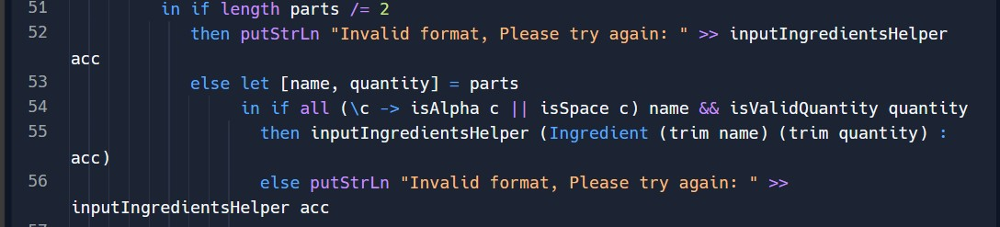 51 in if length parts /= 2
52 then putStrLn "Invalid format, Please try again: " >> inputIngredientsHelper
acc
53 else let [name, quantity] = parts
54 in if all (\c -> isAlpha c || isSpace c) name && isValidQuantity quantity
55 then inputIngredientsHelper (Ingredient (trim name) (trim quantity) :
acc)
56 else putStrLn "Invalid format, Please try again: " >>
inputIngredientsHelper acc